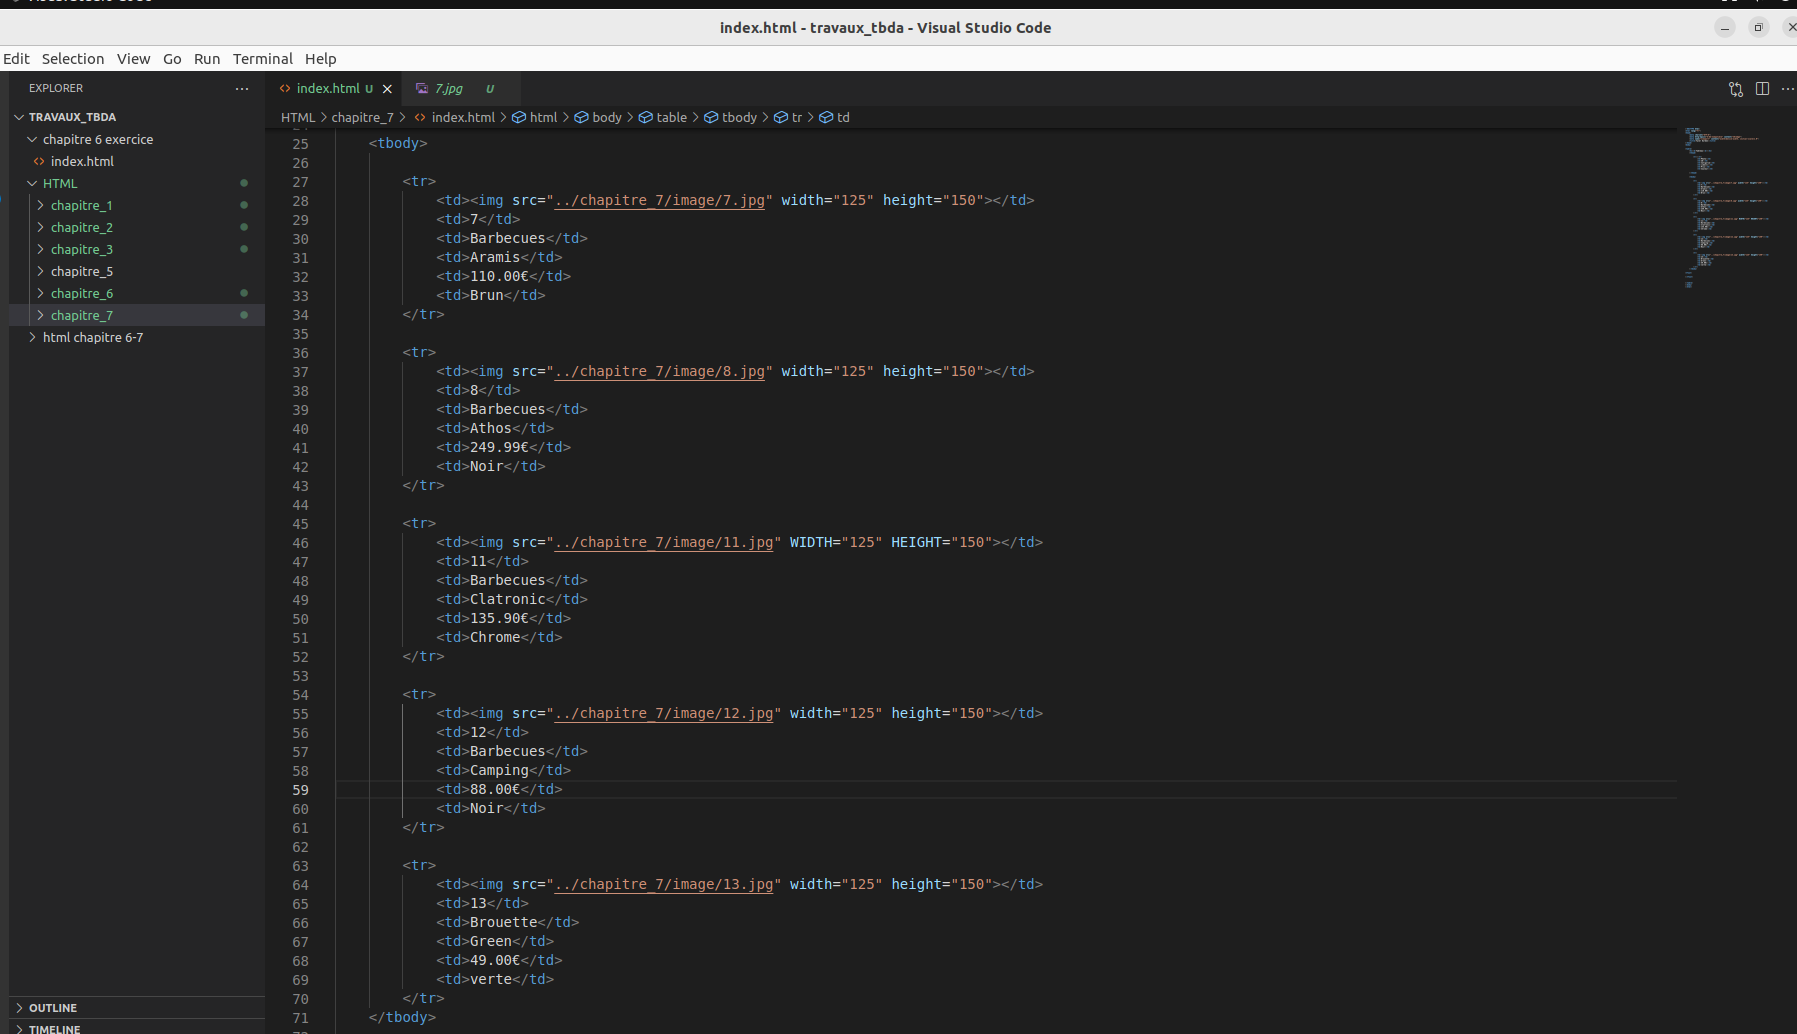 index.html - travaux_tbda - Visual Studio Code
Edit Selection View Go Run Terminal Help
EXPLORER
TRAVAUX_TBDA
chapitre 6 exercice
index.html
HTML
chapitre_1
chapitre_2
chapitre_3
chapitre_5
chapitre_6
chapitre_7
html chapitre 6-7
OUTLINE
TIMELINE
index.html U
7.jpg U
HTML > chapitre_7 > index.html > html > body > table > tbody > tr > td
25 <tbody>
26
27 <tr>
28 <td><img src="../chapitre_7/image/7.jpg" width="125" height="150"></td>
29 <td>7</td>
30 <td>Barbecues</td>
31 <td>Aramis</td>
32 <td>110.00€</td>
33 <td>Brun</td>
34 </tr>
35
36 <tr>
37 <td><img src="../chapitre_7/image/8.jpg" width="125" height="150"></td>
38 <td>8</td>
39 <td>Barbecues</td>
40 <td>Athos</td>
41 <td>249.99€</td>
42 <td>Noir</td>
43 </tr>
44
45 <tr>
46 <td><img src="../chapitre_7/image/11.jpg" WIDTH="125" HEIGHT="150"></td>
47 <td>11</td>
48 <td>Barbecues</td>
49 <td>Clatronic</td>
50 <td>135.90€</td>
51 <td>Chrome</td>
52 </tr>
53
54 <tr>
55 <td><img src="../chapitre_7/image/12.jpg" width="125" height="150"></td>
56 <td>12</td>
57 <td>Barbecues</td>
58 <td>Camping</td>
59 <td>88.00€</td>
60 <td>Noir</td>
61 </tr>
62
63 <tr>
64 <td><img src="../chapitre_7/image/13.jpg" width="125" height="150"></td>
65 <td>13</td>
66 <td>Brouette</td>
67 <td>Green</td>
68 <td>49.00€</td>
69 <td>verte</td>
70 </tr>
71 </tbody>